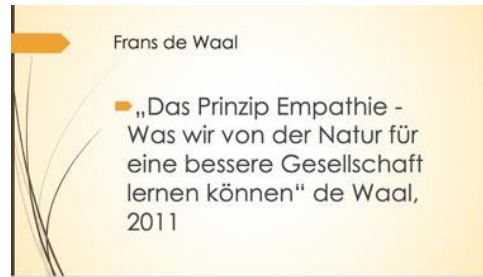 Frans de Waal
„Das Prinzip Empathie -
Was wir von der Natur für
eine bessere Gesellschaft
lernen können“ de Waal,
2011